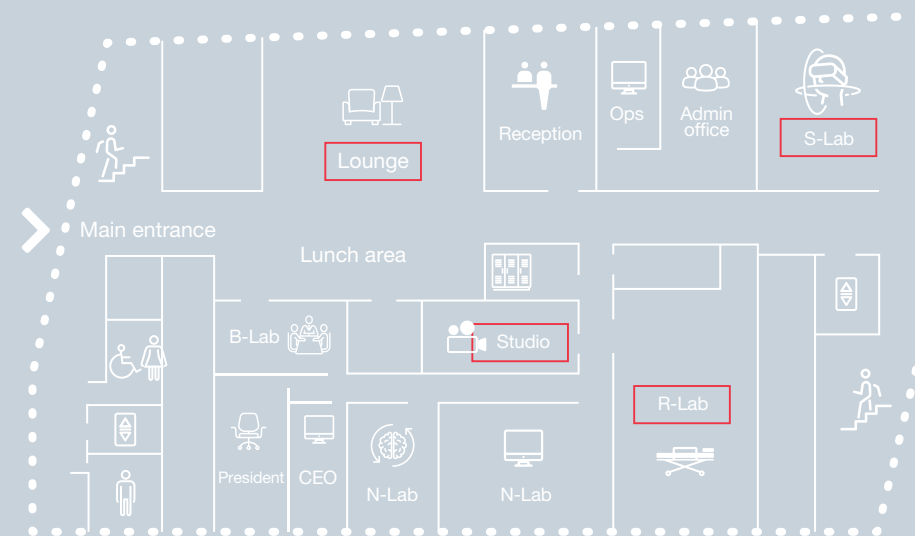 Reception
Ops
Admin
office
S-Lab
Lounge
Main entrance
Lunch area
B-Lab
Studio
R-Lab
President
CEO
N-Lab
N-Lab